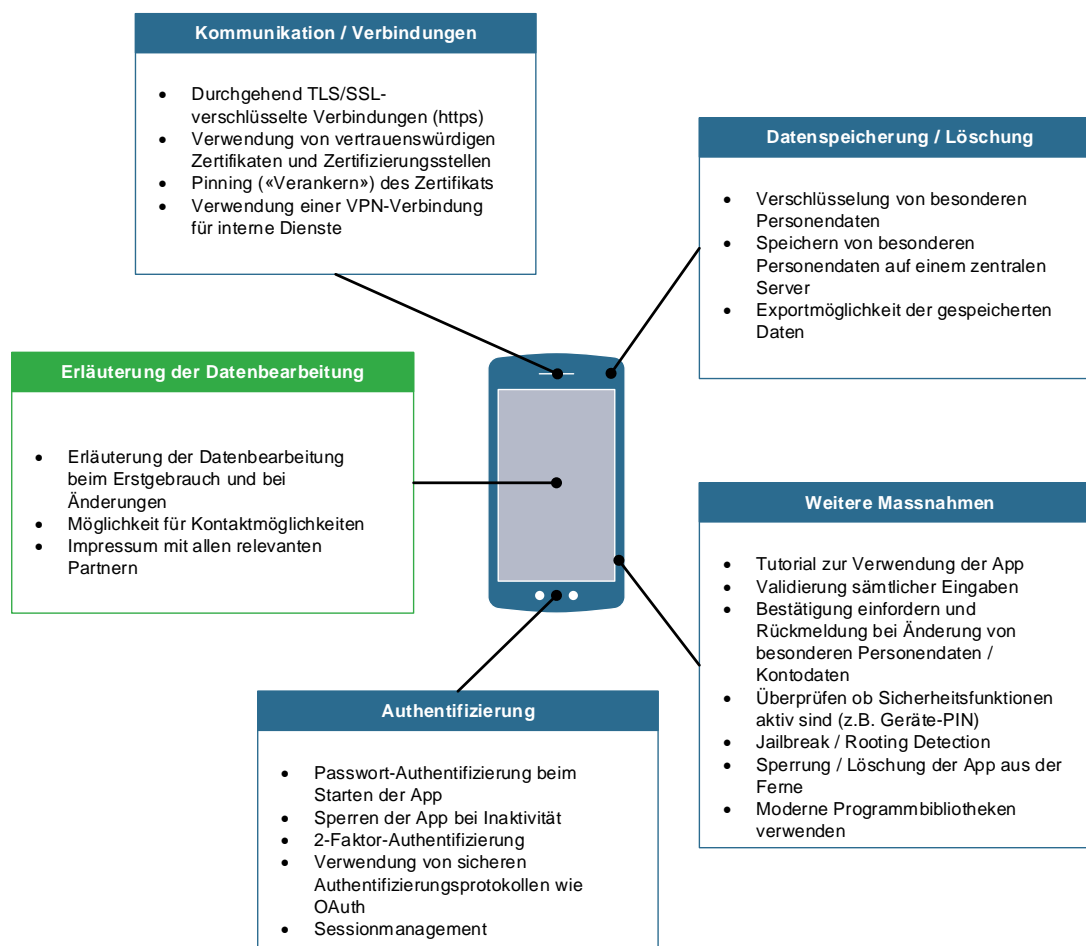 Kommunikation / Verbindungen
• Durchgehend TLS/SSL-
verschlüsselte Verbindungen (https)
• Verwendung von vertrauenswürdigen
Zertifikaten und Zertifizierungsstellen
• Pinning («Verankern») des Zertifikats
• Verwendung einer VPN-Verbindung
für interne Dienste
Datenspeicherung / Löschung
• Verschlüsselung von besonderen
Personendaten
• Speichern von besonderen
Personendaten auf einem zentralen
Server
• Exportmöglichkeit der gespeicherten
Daten
Erläuterung der Datenbearbeitung
• Erläuterung der Datenbearbeitung
beim Erstgebrauch und bei
Änderungen
• Möglichkeit für Kontaktmöglichkeiten
• Impressum mit allen relevanten
Partnern
Weitere Massnahmen
• Tutorial zur Verwendung der App
• Validierung sämtlicher Eingaben
• Bestätigung einfordern und
Rückmeldung bei Änderung von
besonderen Personendaten /
Kontodaten
• Überprüfen ob Sicherheitsfunktionen
aktiv sind (z.B. Geräte-PIN)
• Jailbreak / Rooting Detection
• Sperrung / Löschung der App aus der
Ferne
• Moderne Programmbibliotheken
verwenden
Authentifizierung
• Passwort-Authentifizierung beim
Starten der App
• Sperren der App bei Inaktivität
• 2-Faktor-Authentifizierung
• Verwendung von sicheren
Authentifizierungsprotokollen wie
OAuth
• Sessionmanagement